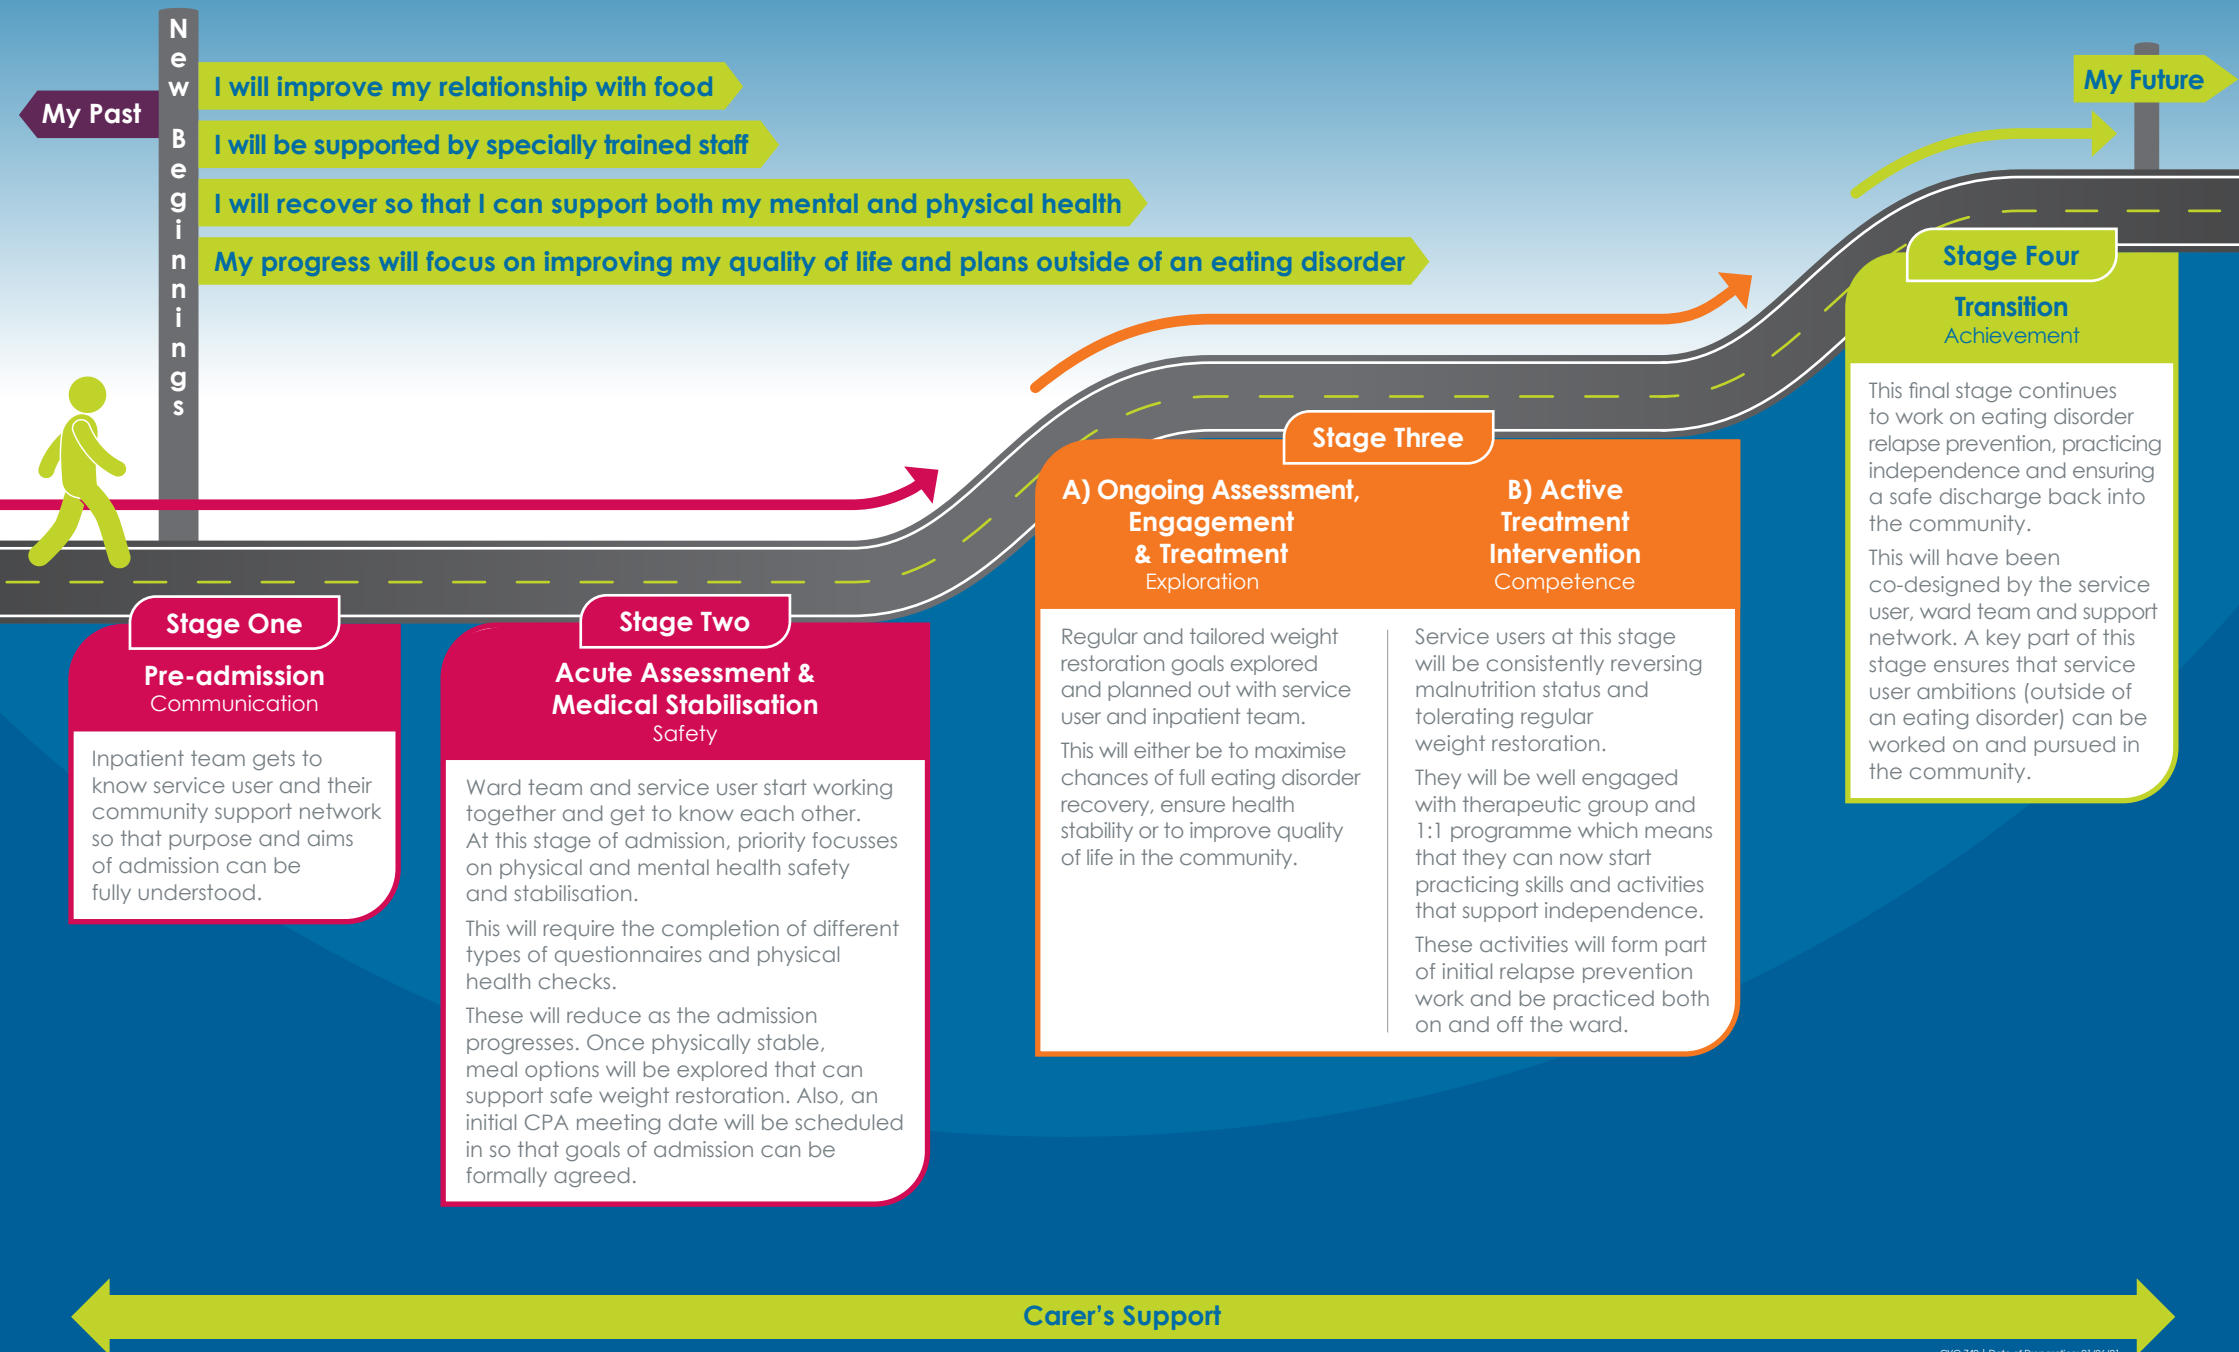 New Beginnings
My Past
I will improve my relationship with food
I will be supported by specially trained staff
I will recover so that I can support both my mental and physical health
My progress will focus on improving my quality of life and plans outside of an eating disorder
My Future
Stage One
Pre-admission
Communication
Inpatient team gets to
know service user and their
community support network
so that purpose and aims
of admission can be
fully understood.
Stage Two
Acute Assessment &
Medical Stabilisation
Safety
Ward team and service user start working
together and get to know each other.
At this stage of admission, priority focusses
on physical and mental health safety
and stabilisation.
This will require the completion of different
types of questionnaires and physical
health checks.
These will reduce as the admission
progresses. Once physically stable,
meal options will be explored that can
support safe weight restoration. Also, an
initial CPA meeting date will be scheduled
in so that goals of admission can be
formally agreed.
Stage Three
A) Ongoing Assessment,
Engagement
& Treatment
Exploration
Regular and tailored weight
restoration goals explored
and planned out with service
user and inpatient team.
This will either be to maximise
chances of full eating disorder
recovery, ensure health
stability or to improve quality
of life in the community.
B) Active
Treatment
Intervention
Competence
Service users at this stage
will be consistently reversing
malnutrition status and
tolerating regular
weight restoration.
They will be well engaged
with therapeutic group and
1:1 programme which means
that they can now start
practicing skills and activities
that support independence.
These activities will form part
of initial relapse prevention
work and be practiced both
on and off the ward.
Stage Four
Transition
Achievement
This final stage continues
to work on eating disorder
relapse prevention, practicing
independence and ensuring
a safe discharge back into
the community.
This will have been
co-designed by the service
user, ward team and support
network. A key part of this
stage ensures that service
user ambitions (outside of
an eating disorder) can be
worked on and pursued in
the community.
Carer's Support